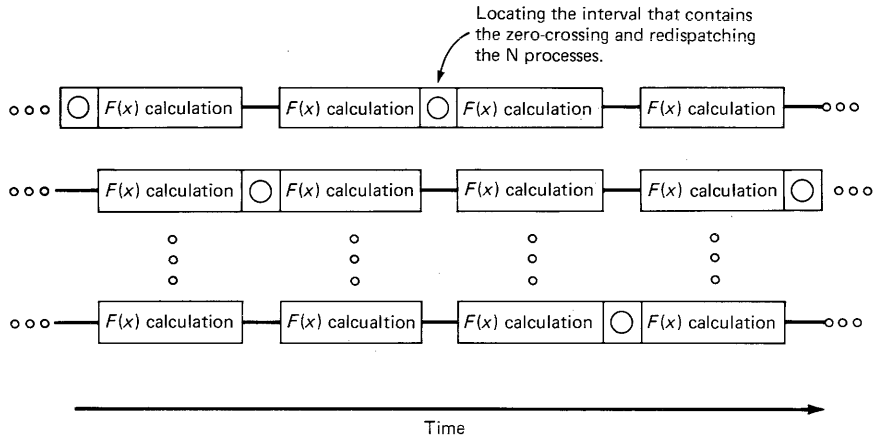 Locating the interval that contains
the zero-crossing and redispatching
the N processes.
F(x) calculation F(x) calculation F(x) calculation F(x) calculation
F(x) calculation F(x) calculation F(x) calculation F(x) calculation
F(x) calculation F(x) calcualtion F(x) calculation F(x) calculation
Time